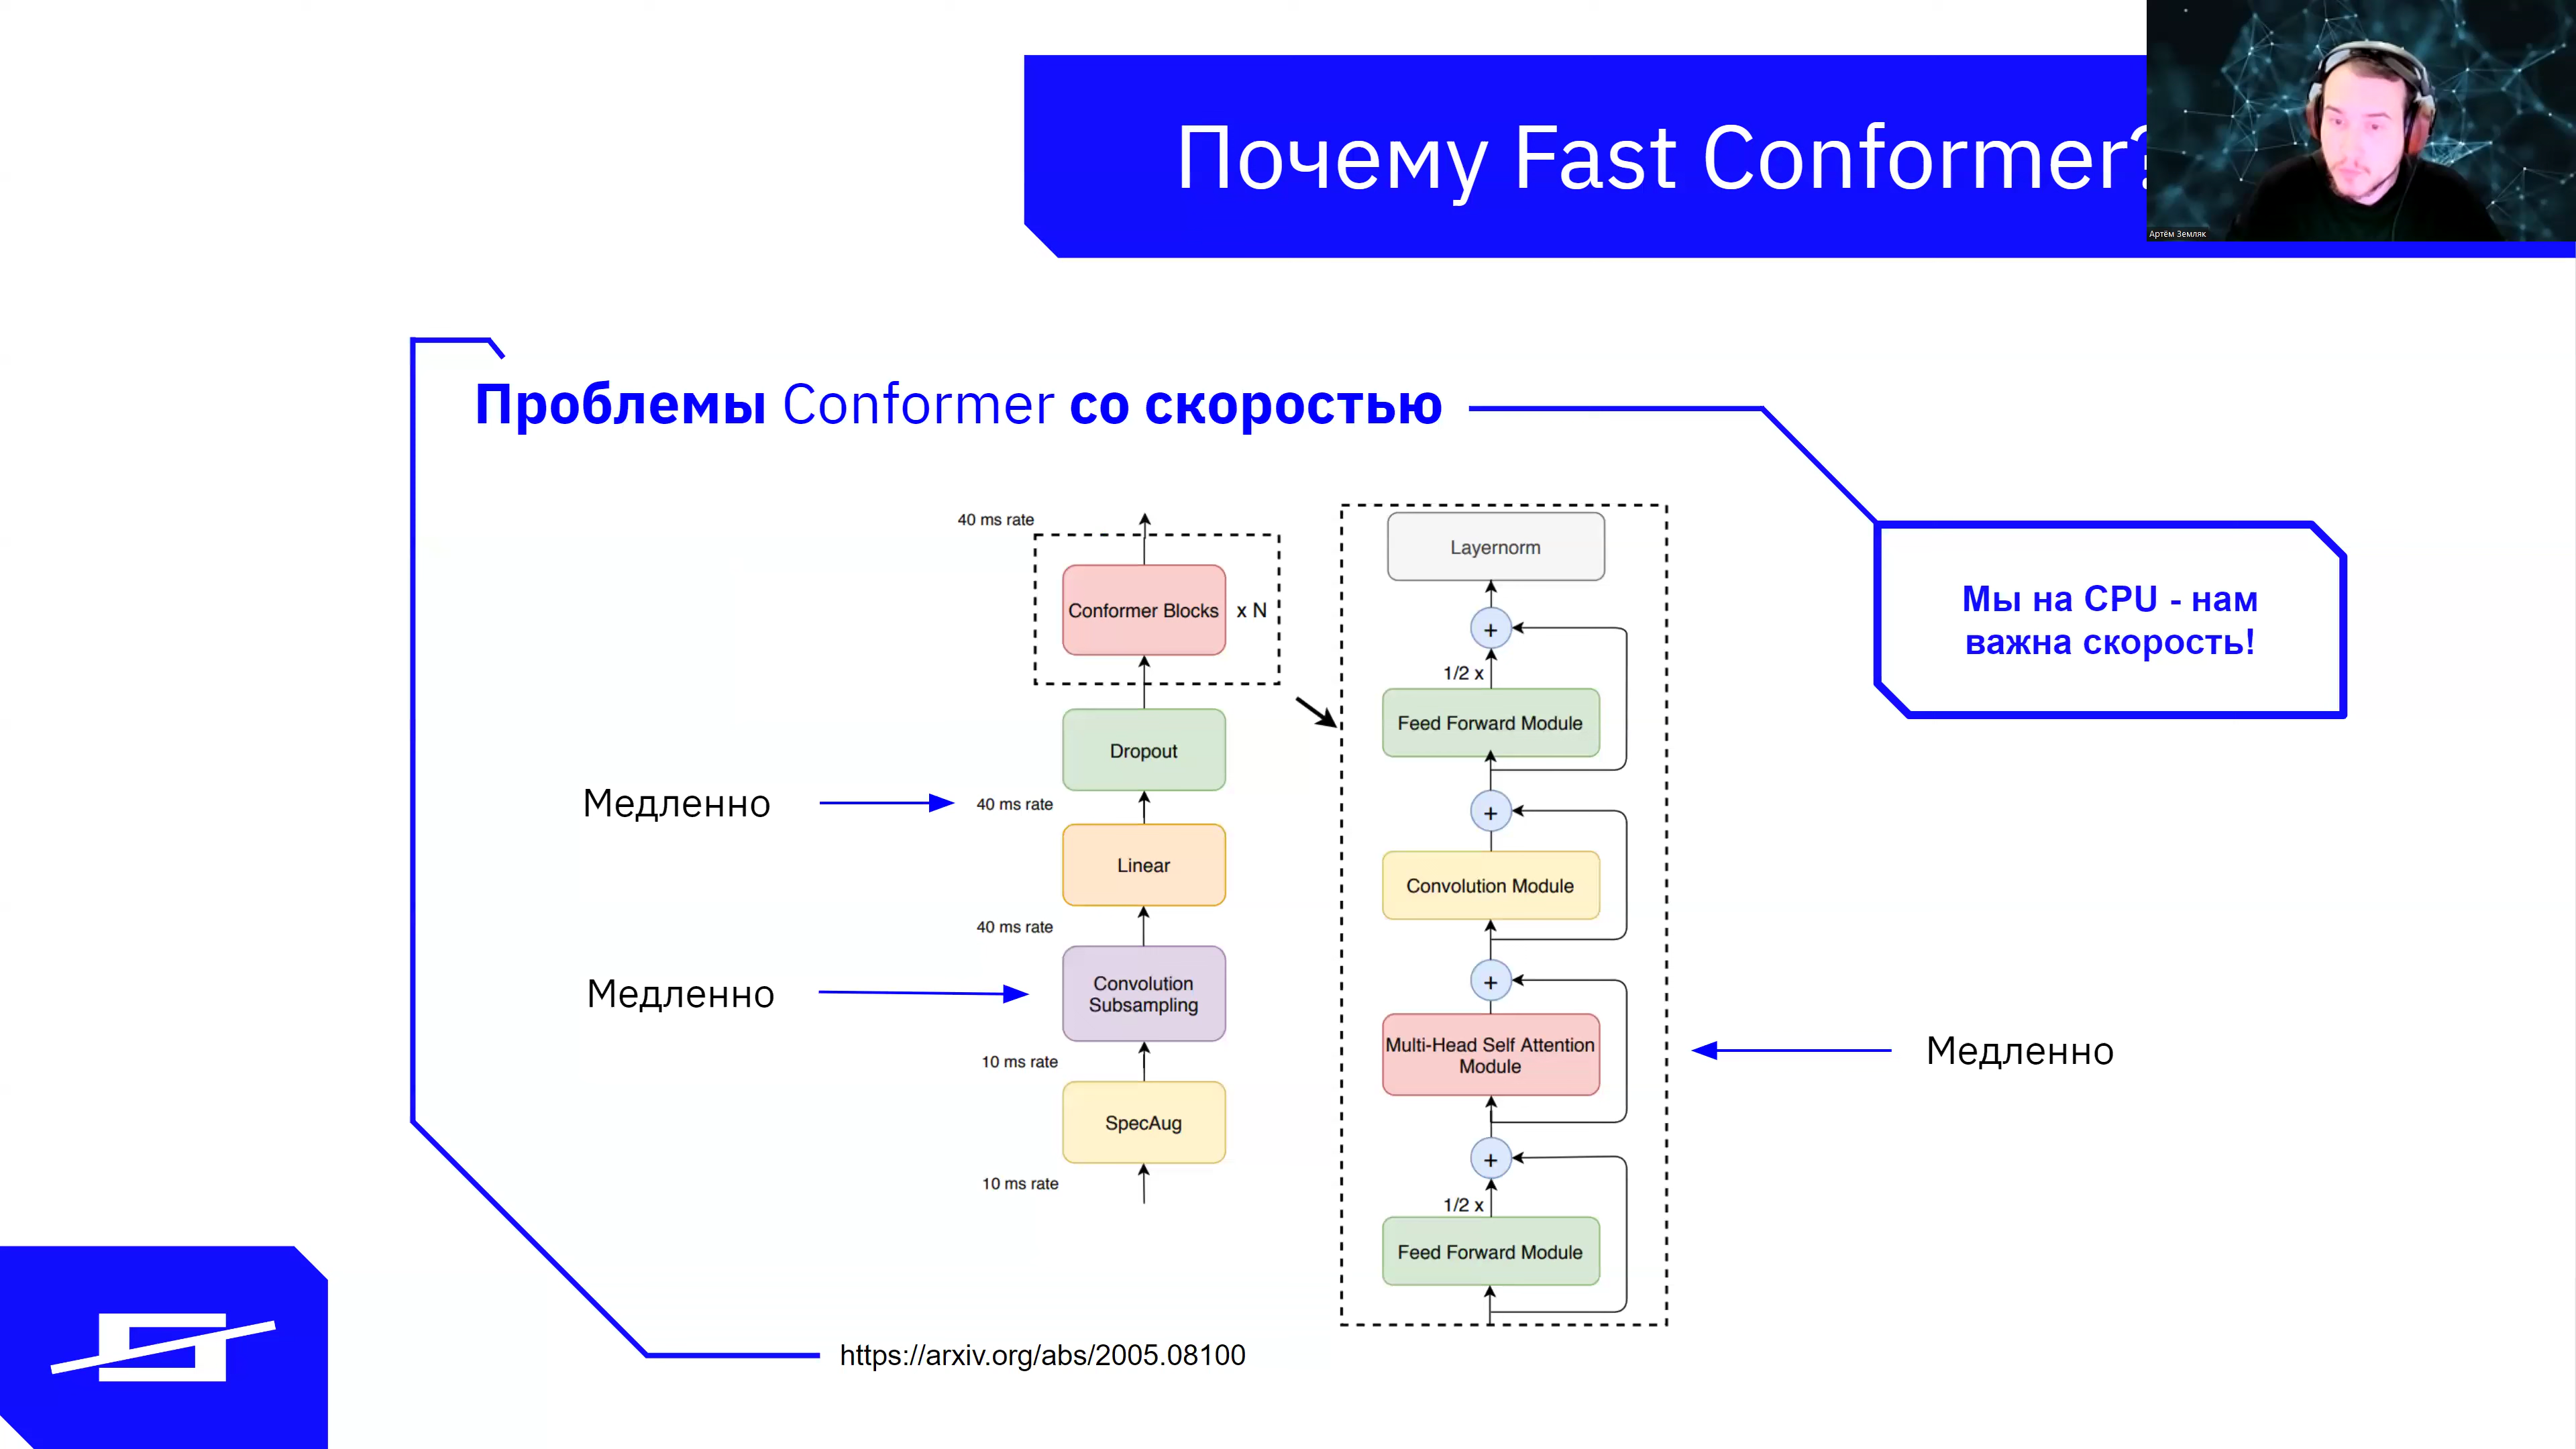 Почему Fast Conformer?
Артём Земляк
Проблемы Conformer со скоростью
Мы на CPU - нам
важна скорость!
40 ms rate
Conformer Blocks
x N
Dropout
Медленно
40 ms rate
Linear
40 ms rate
Медленно
Convolution
Subsampling
10 ms rate
SpecAug
10 ms rate
Layernorm
+
1/2 x
Feed Forward Module
+
Convolution Module
+
Multi-Head Self Attention
Module
Медленно
+
1/2 x
Feed Forward Module
https://arxiv.org/abs/2005.08100